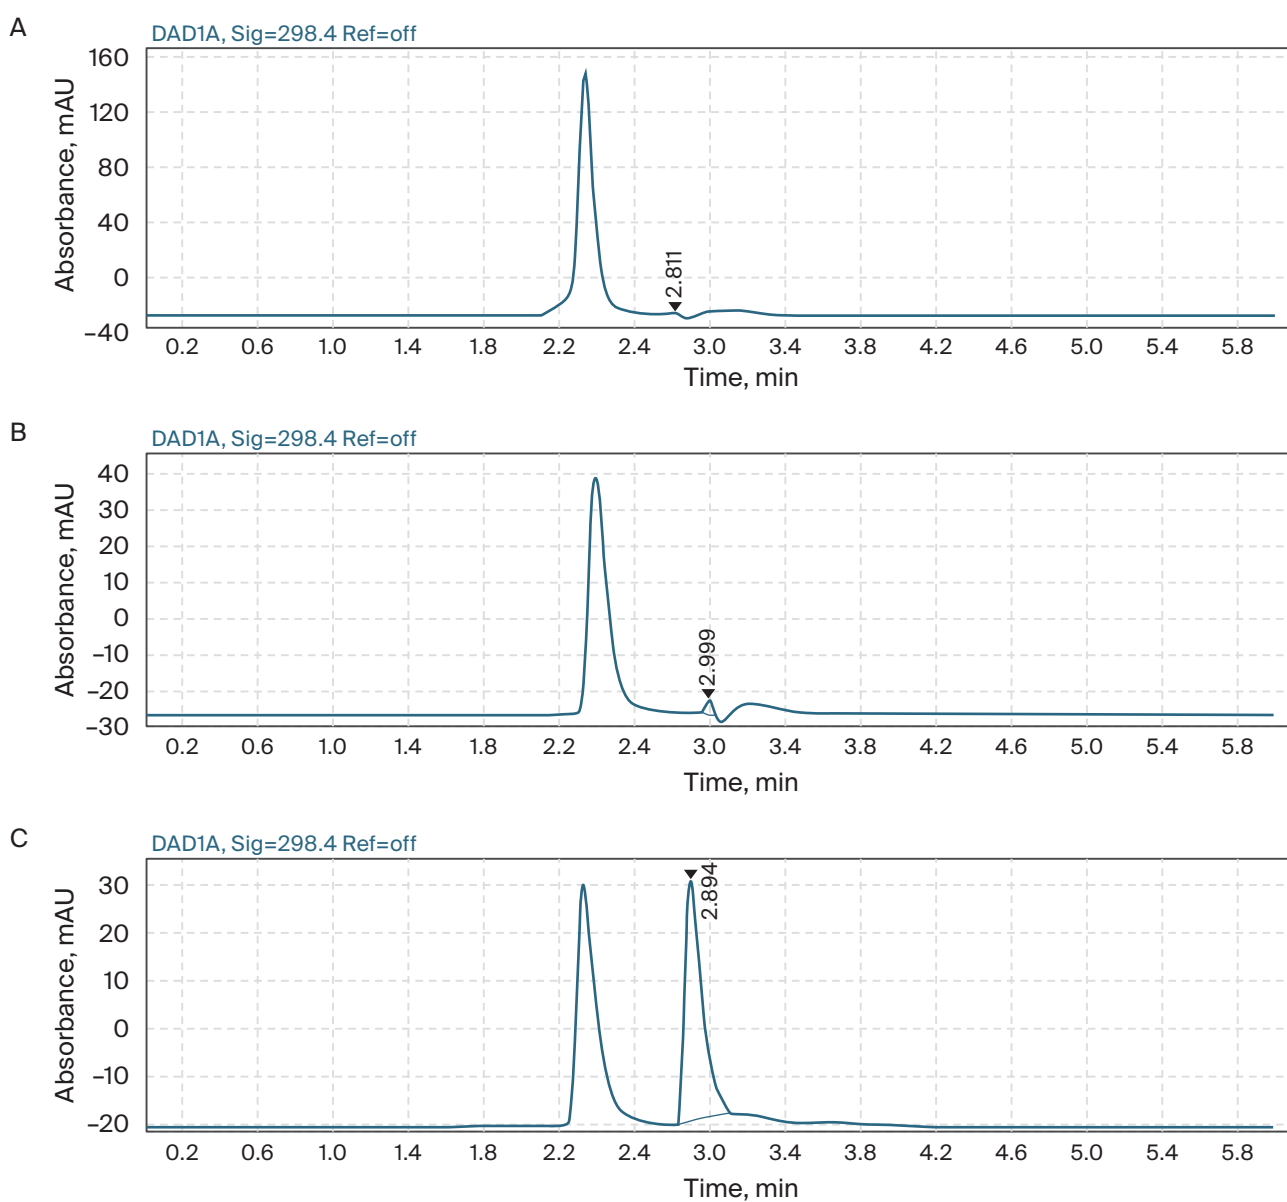 A
DAD1A, Sig=298.4 Ref=off
Absorbance, mAU
160
120
80
40
0
−40
2.811
0.2 0.6 1.0 1.4 1.8 2.2 2.4 3.0 3.4 3.8 4.2 4.6 5.0 5.4 5.8
Time, min
B
DAD1A, Sig=298.4 Ref=off
Absorbance, mAU
40
30
20
10
0
−10
−20
−30
2.999
0.2 0.6 1.0 1.4 1.8 2.2 2.4 3.0 3.4 3.8 4.2 4.6 5.0 5.4 5.8
Time, min
C
DAD1A, Sig=298.4 Ref=off
Absorbance, mAU
30
20
10
0
−10
−20
2.894
0.2 0.6 1.0 1.4 1.8 2.2 2.4 3.0 3.4 3.8 4.2 4.6 5.0 5.4 5.8
Time, min